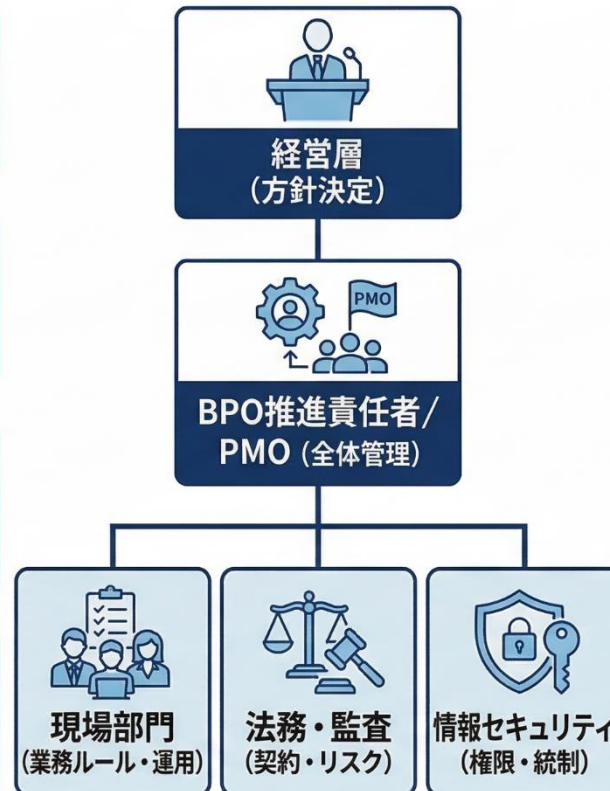 経営層
（方針決定）
PMO
BPO推進責任者/
PMO（全体管理）
現場部門
（業務ルール・運用）
法務・監査
（契約・リスク）
情報セキュリティ
（権限・統制）